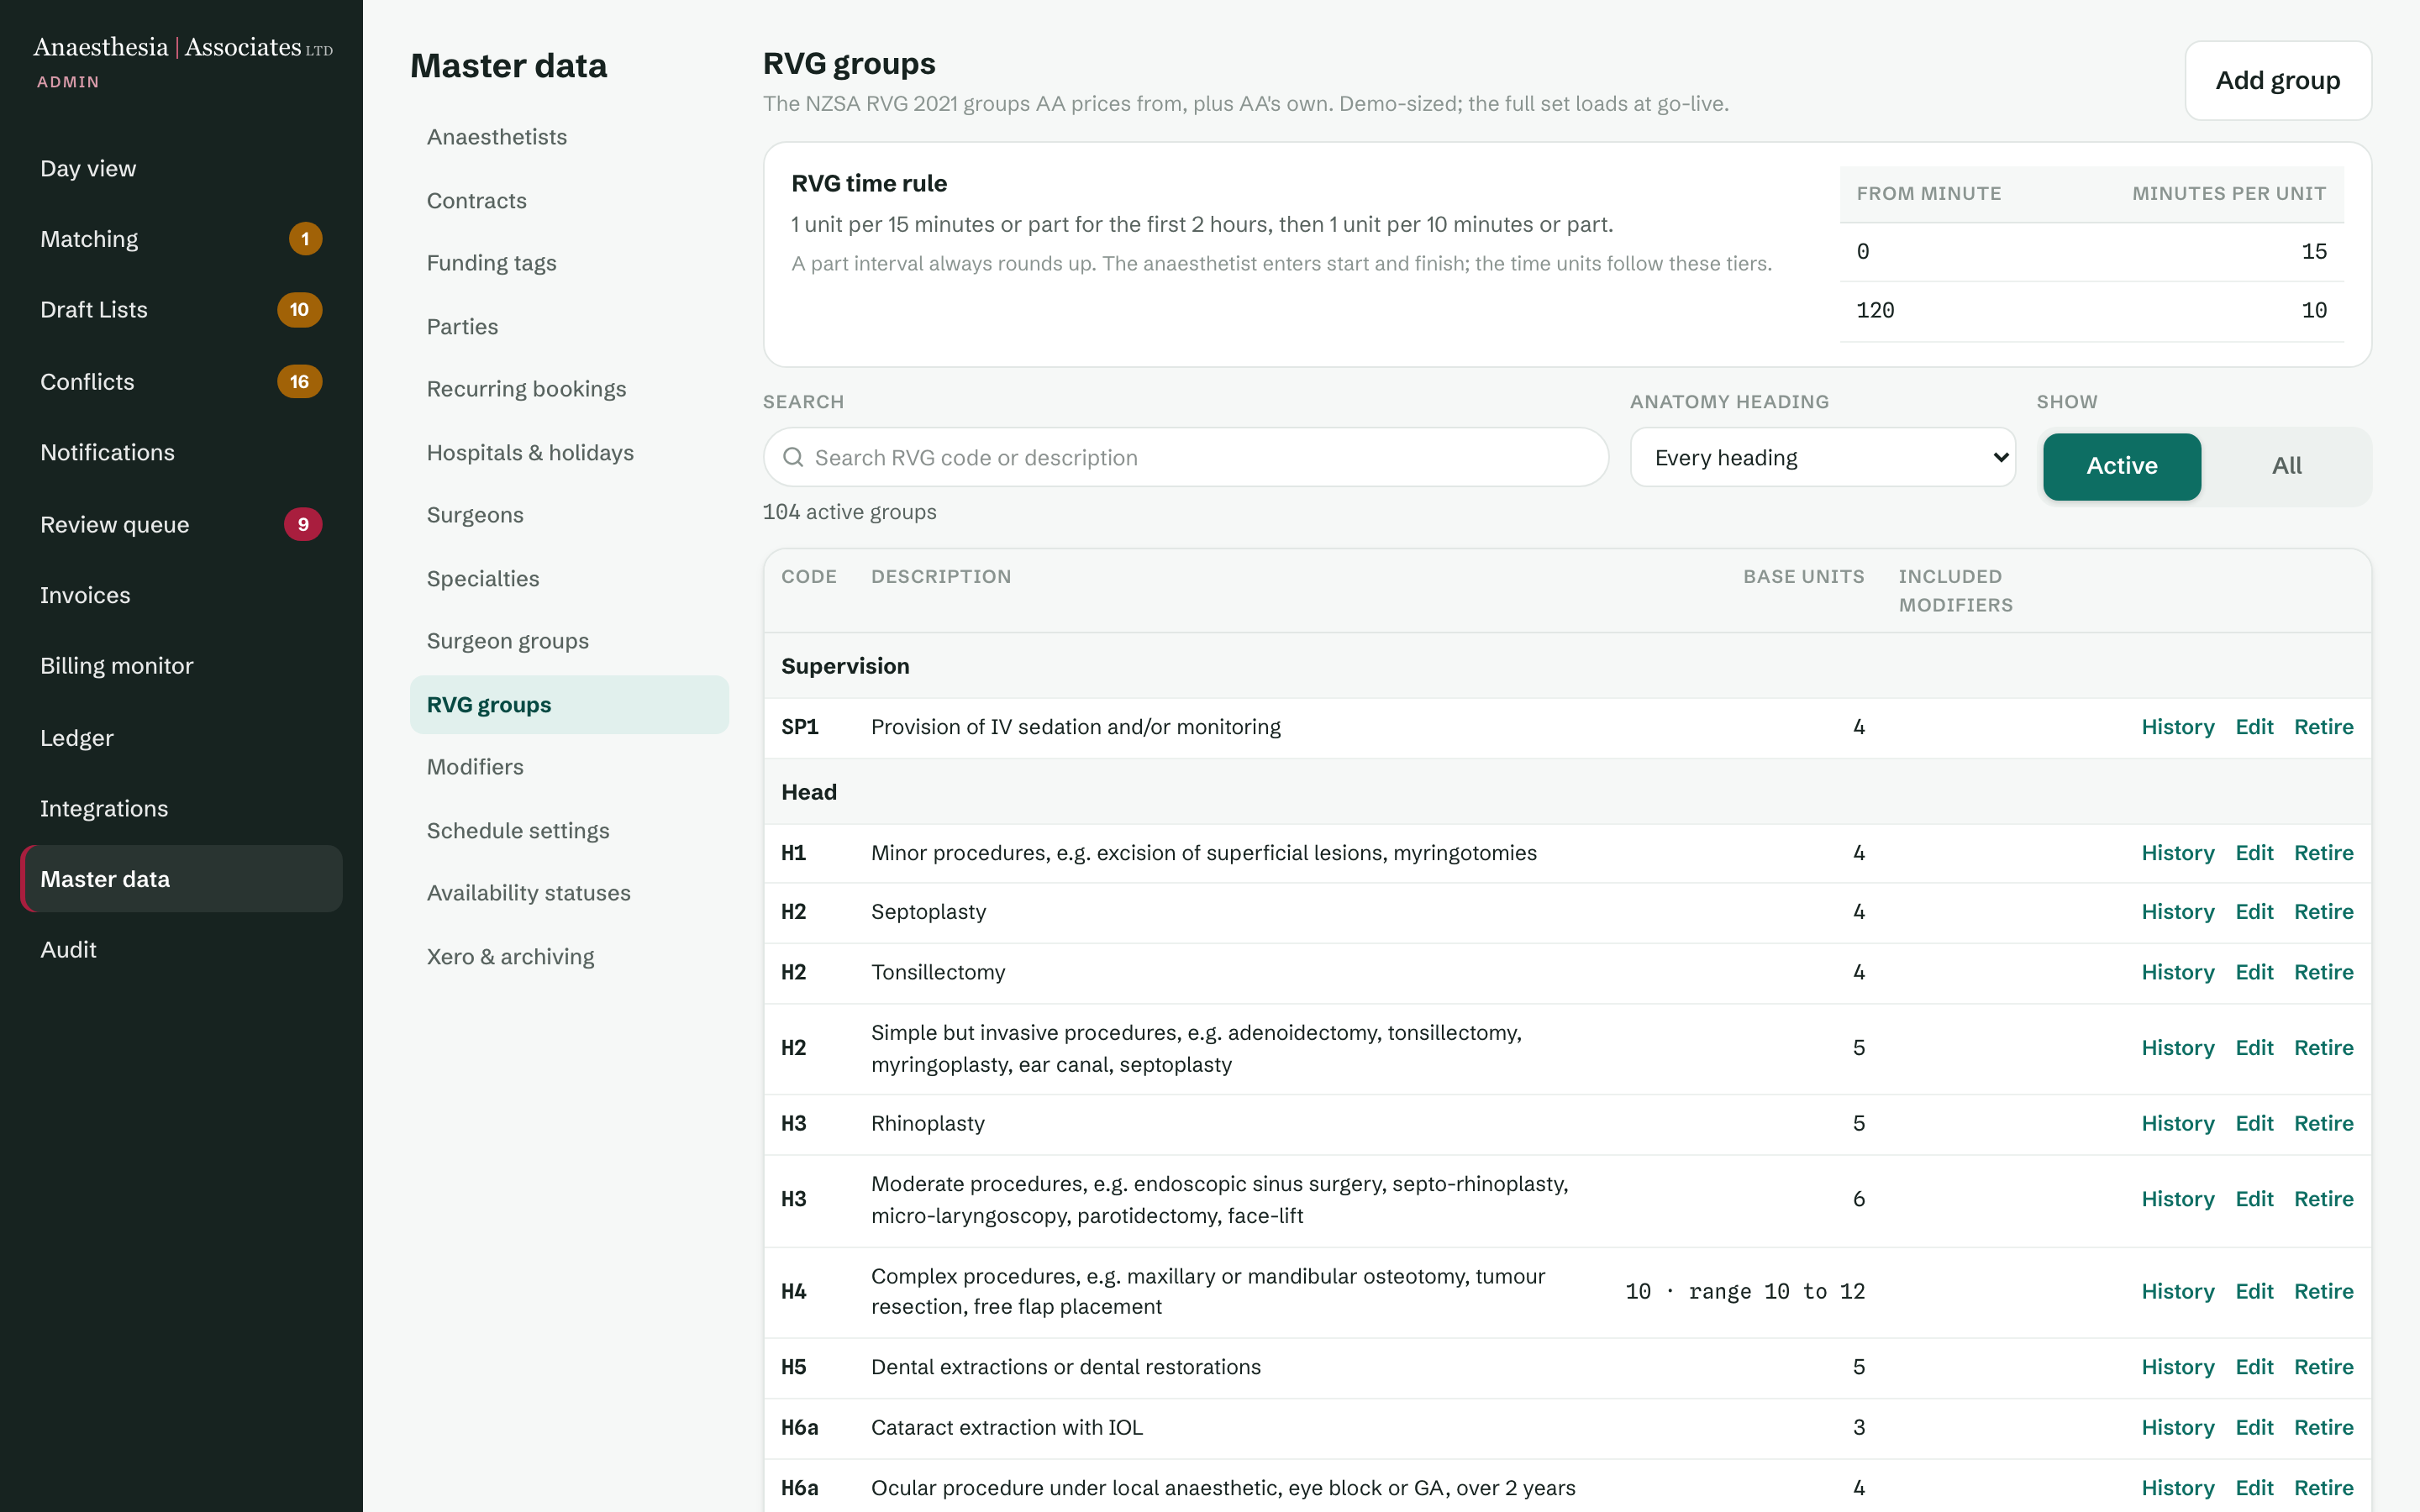 Anaesthesia | Associates LTD
ADMIN
Day view
Matching 1
Draft Lists 10
Conflicts 16
Notifications
Review queue 9
Invoices
Billing monitor
Ledger
Integrations
Master data
Audit
Master data
Anaesthetists
Contracts
Funding tags
Parties
Recurring bookings
Hospitals & holidays
Surgeons
Specialties
Surgeon groups
RVG groups
Modifiers
Schedule settings
Availability statuses
Xero & archiving
RVG groups
The NZSA RVG 2021 groups AA prices from, plus AA's own. Demo-sized; the full set loads at go-live.
Add group
RVG time rule
1 unit per 15 minutes or part for the first 2 hours, then 1 unit per 10 minutes or part.
A part interval always rounds up. The anaesthetist enters start and finish; the time units follow these tiers.
FROM MINUTE MINUTES PER UNIT
0 15
120 10
SEARCH ANATOMY HEADING SHOW
Search RVG code or description Every heading Active All
104 active groups
CODE DESCRIPTION BASE UNITS INCLUDED
MODIFIERS
Supervision
SP1 Provision of IV sedation and/or monitoring 4 History Edit Retire
Head
H1 Minor procedures, e.g. excision of superficial lesions, myringotomies 4 History Edit Retire
H2 Septoplasty 4 History Edit Retire
H2 Tonsillectomy 4 History Edit Retire
H2 Simple but invasive procedures, e.g. adenoidectomy, tonsillectomy,
myringoplasty, ear canal, septoplasty 5 History Edit Retire
H3 Rhinoplasty 5 History Edit Retire
H3 Moderate procedures, e.g. endoscopic sinus surgery, septo-rhinoplasty,
micro-laryngoscopy, parotidectomy, face-lift 6 History Edit Retire
H4 Complex procedures, e.g. maxillary or mandibular osteotomy, tumour
resection, free flap placement 10 · range 10 to 12 History Edit Retire
H5 Dental extractions or dental restorations 5 History Edit Retire
H6a Cataract extraction with IOL 3 History Edit Retire
H6a Ocular procedure under local anaesthetic, eye block or GA, over 2 years 4 History Edit Retire